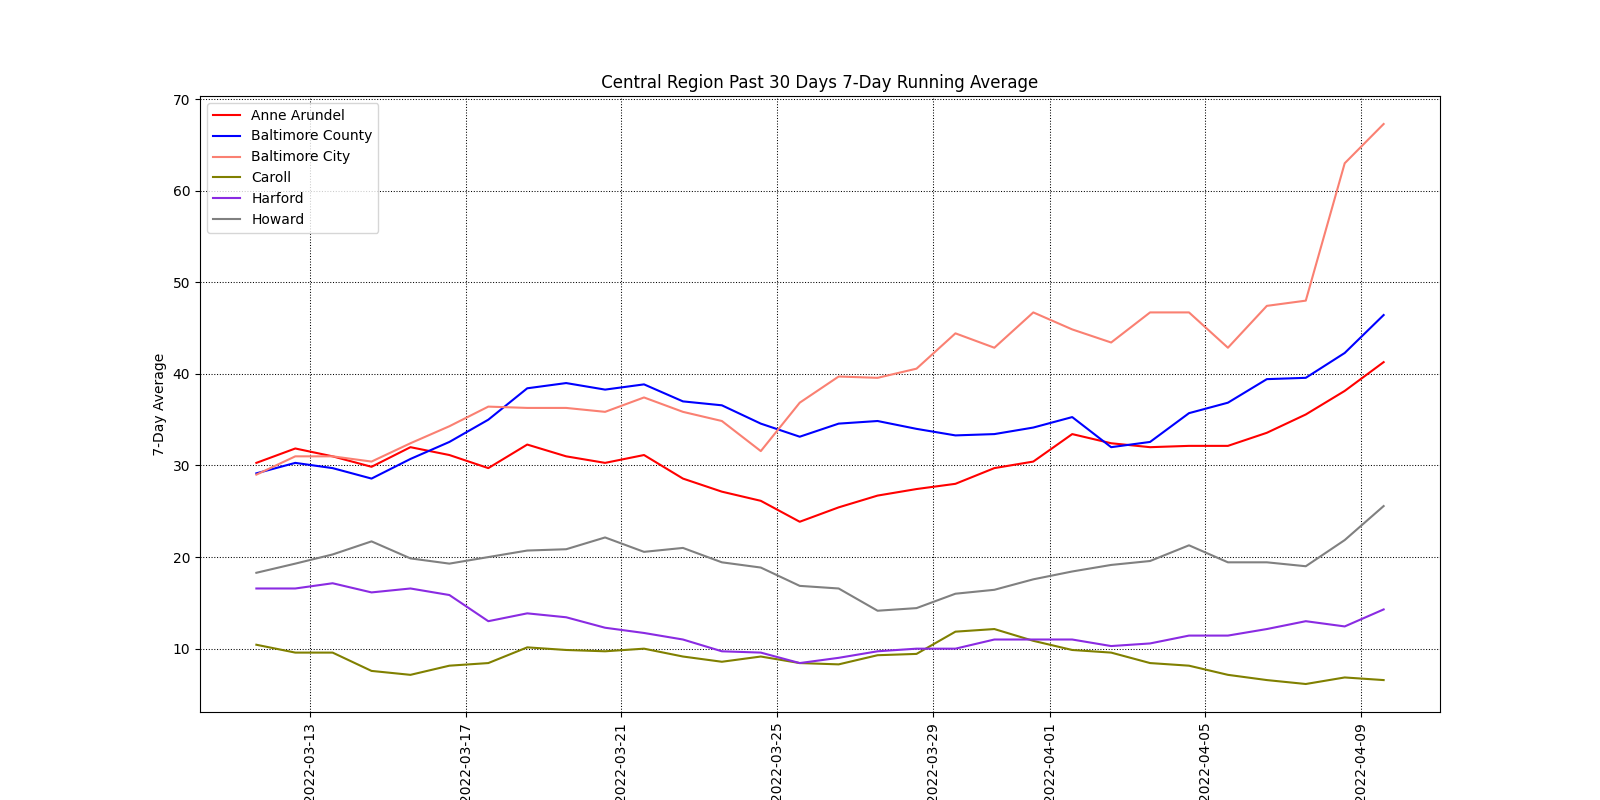 Central Region Past 30 Days 7-Day Running Average
70
60
50
40
30
20
10
7-Day Average
Anne Arundel
Baltimore County
Baltimore City
Caroll
Harford
Howard
2022-03-13
2022-03-17
2022-03-21
2022-03-25
2022-03-29
2022-04-01
2022-04-05
2022-04-09